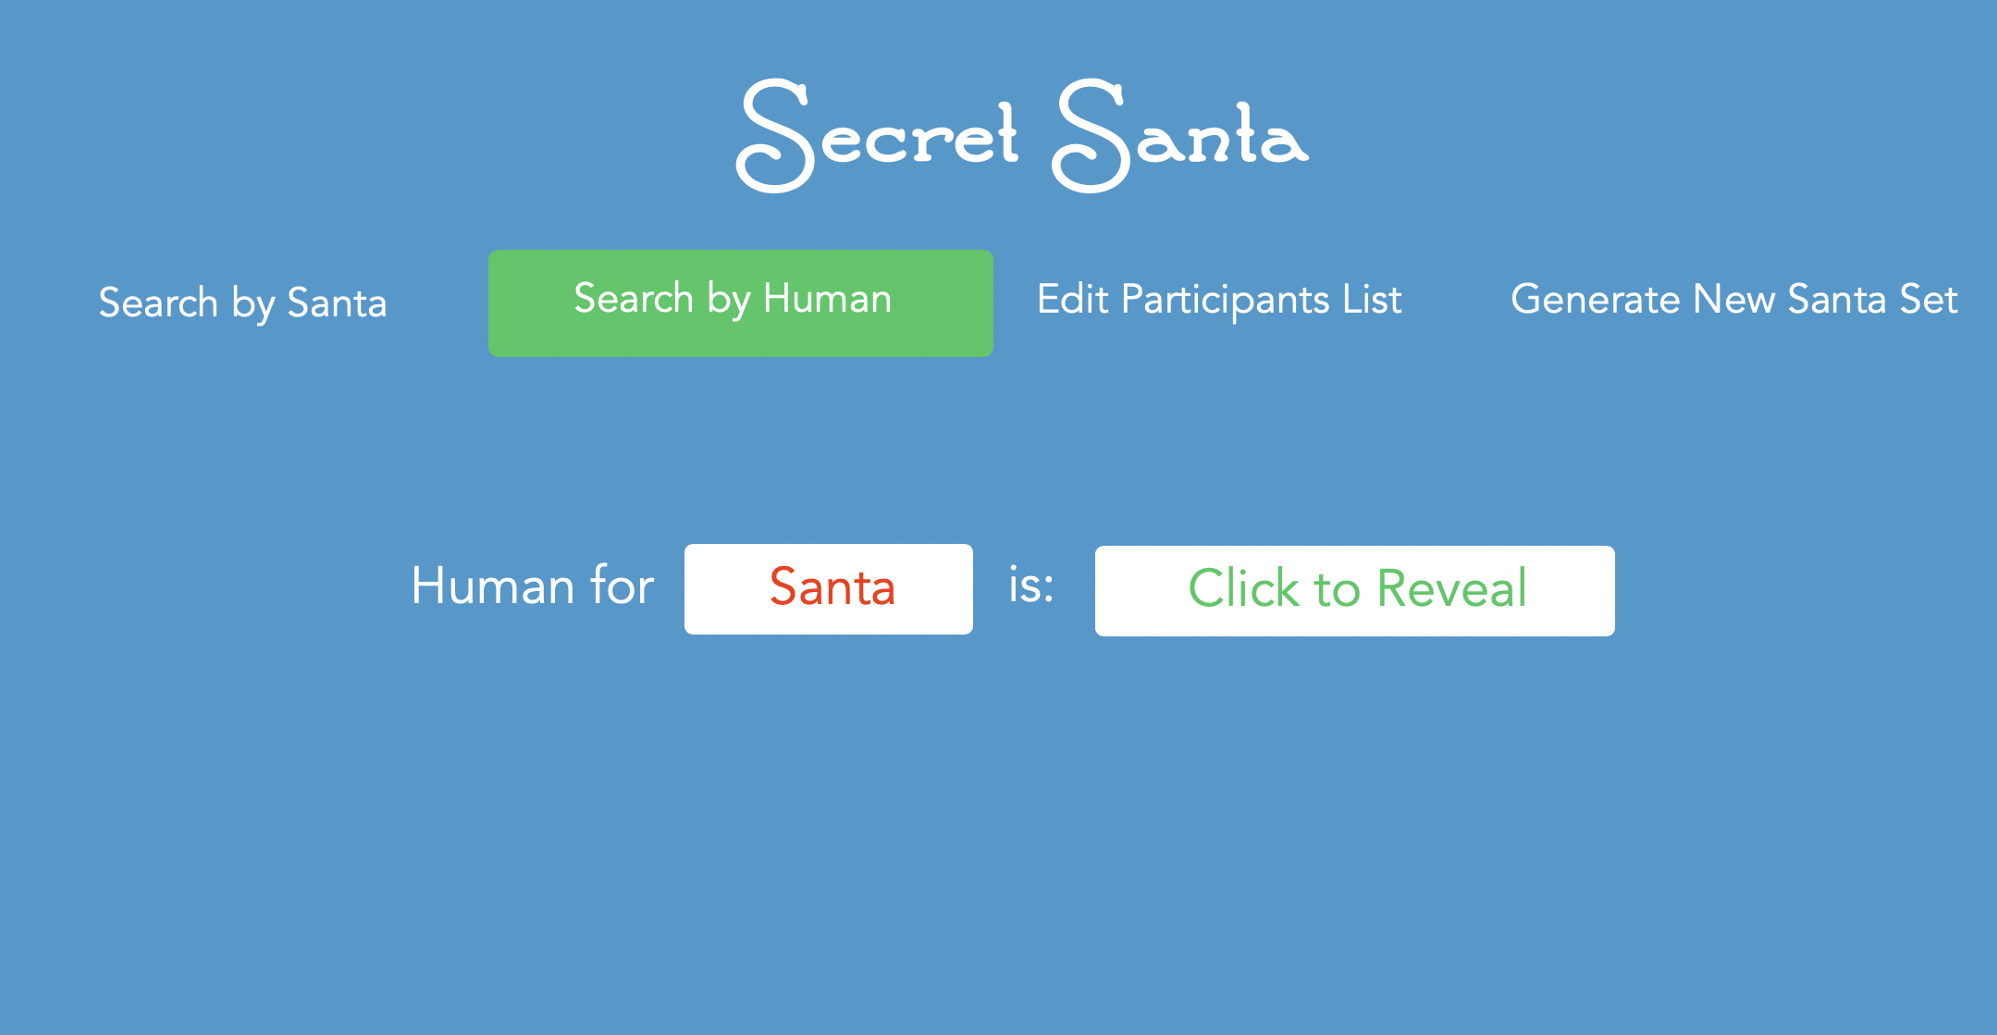 Secret Santa
Search by Santa Search by Human Edit Participants List Generate New Santa Set
Human for Santa is: Click to Reveal